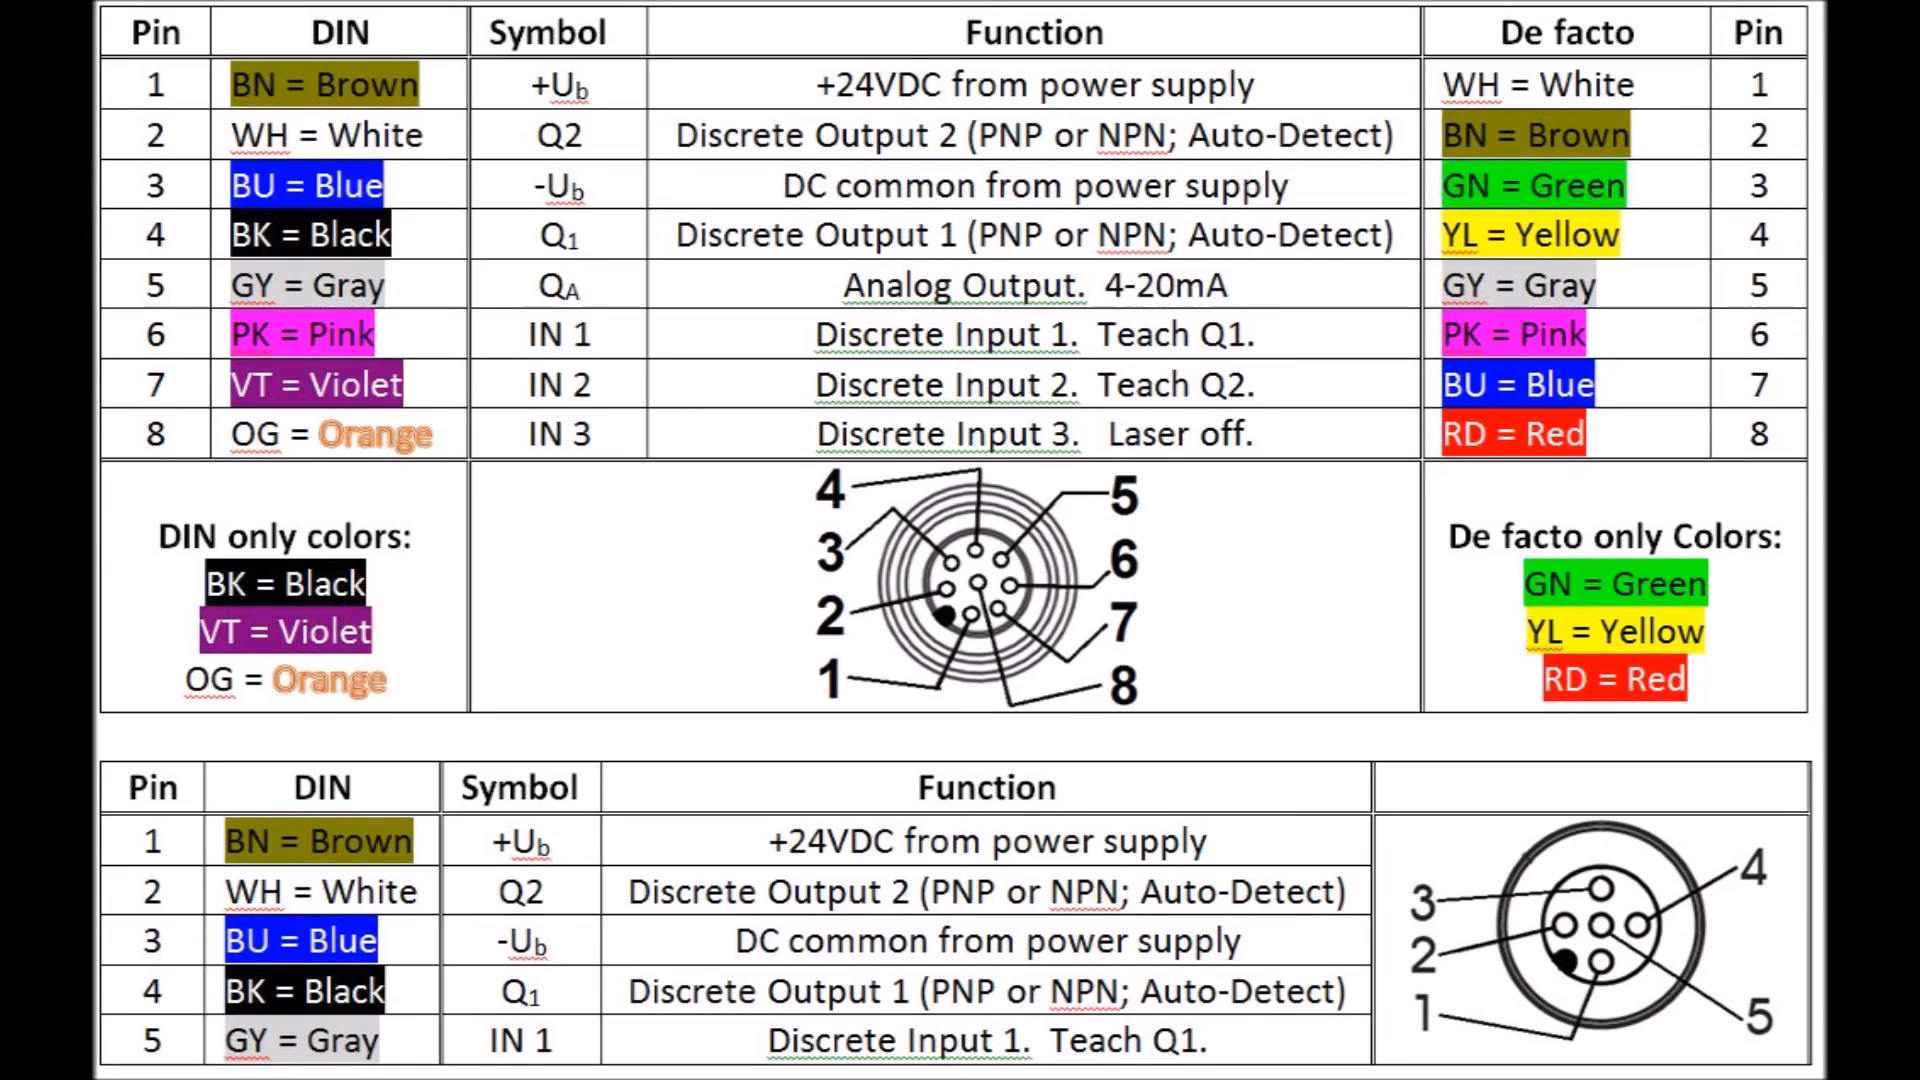 Pin DIN Symbol Function De facto Pin
1 BN = Brown +Ub +24VDC from power supply WH = White 1
2 WH = White Q2 Discrete Output 2 (PNP or NPN; Auto-Detect) BN = Brown 2
3 BU = Blue -Ub DC common from power supply GN = Green 3
4 BK = Black Q1 Discrete Output 1 (PNP or NPN; Auto-Detect) YL = Yellow 4
5 GY = Gray QA Analog Output. 4-20mA GY = Gray 5
6 PK = Pink IN 1 Discrete Input 1. Teach Q1. PK = Pink 6
7 VT = Violet IN 2 Discrete Input 2. Teach Q2. BU = Blue 7
8 OG = Orange IN 3 Discrete Input 3. Laser off. RD = Red 8
DIN only colors:
BK = Black
VT = Violet
OG = Orange
4 5
3 6
2 7
1 8
De facto only Colors:
GN = Green
YL = Yellow
RD = Red
Pin DIN Symbol Function
1 BN = Brown +Ub +24VDC from power supply
2 WH = White Q2 Discrete Output 2 (PNP or NPN; Auto-Detect)
3 BU = Blue -Ub DC common from power supply
4 BK = Black Q1 Discrete Output 1 (PNP or NPN; Auto-Detect)
5 GY = Gray IN 1 Discrete Input 1. Teach Q1.
3 4
2
1 5